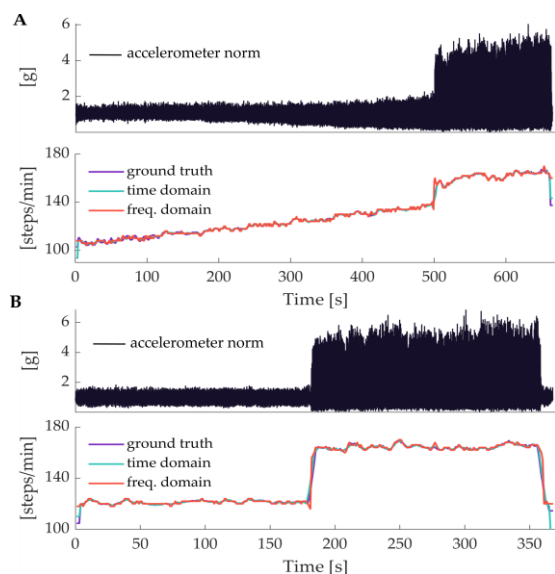 A
6
4
2
[g]
accelerometer norm
180
140
100
[steps/min]
ground truth
time domain
freq. domain
0 100 200 300 400 500 600
Time [s]
B
6
4
2
[g]
accelerometer norm
180
140
100
[steps/min]
ground truth
time domain
freq. domain
0 50 100 150 200 250 300 350
Time [s]